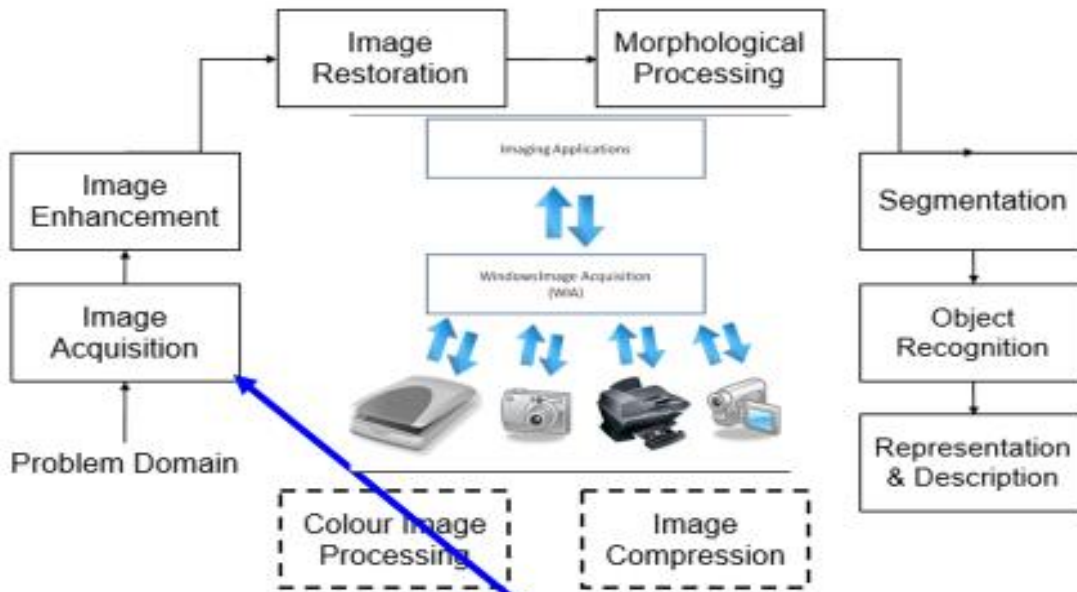 Image
Restoration
Morphological
Processing
Imaging Applications
Image
Enhancement
Segmentation
Windows Image Acquisition
(WIA)
Image
Acquisition
Object
Recognition
Problem Domain
Representation
& Description
Colour Image
Processing
Image
Compression